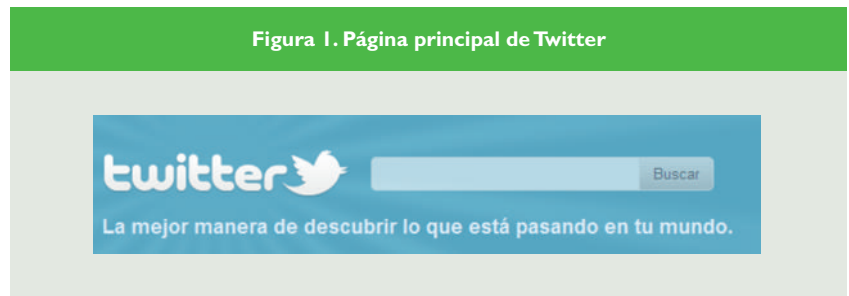 Figura 1. Página principal de Twitter
twitter
Buscar
La mejor manera de descubrir lo que está pasando en tu mundo.